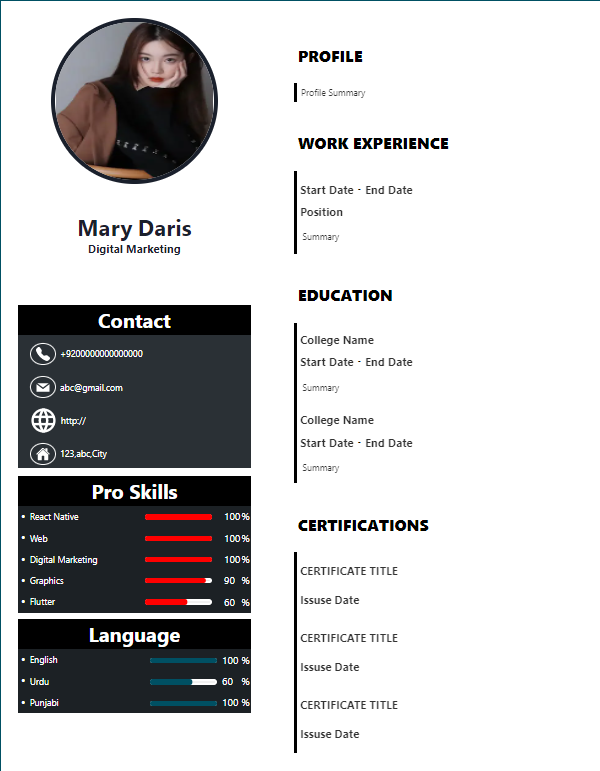 Mary Daris
Digital Marketing
Contact
+9200000000000000
abc@gmail.com
http://
123,abc,City
Pro Skills
• React Native 100 %
• Web 100 %
• Digital Marketing 100 %
• Graphics 90 %
• Flutter 60 %
Language
• English 100 %
• Urdu 60 %
• Punjabi 100 %
PROFILE
Profile Summary
WORK EXPERIENCE
Start Date - End Date
Position
Summary
EDUCATION
College Name
Start Date - End Date
Summary
College Name
Start Date - End Date
Summary
CERTIFICATIONS
CERTIFICATE TITLE
Issuse Date
CERTIFICATE TITLE
Issuse Date
CERTIFICATE TITLE
Issuse Date